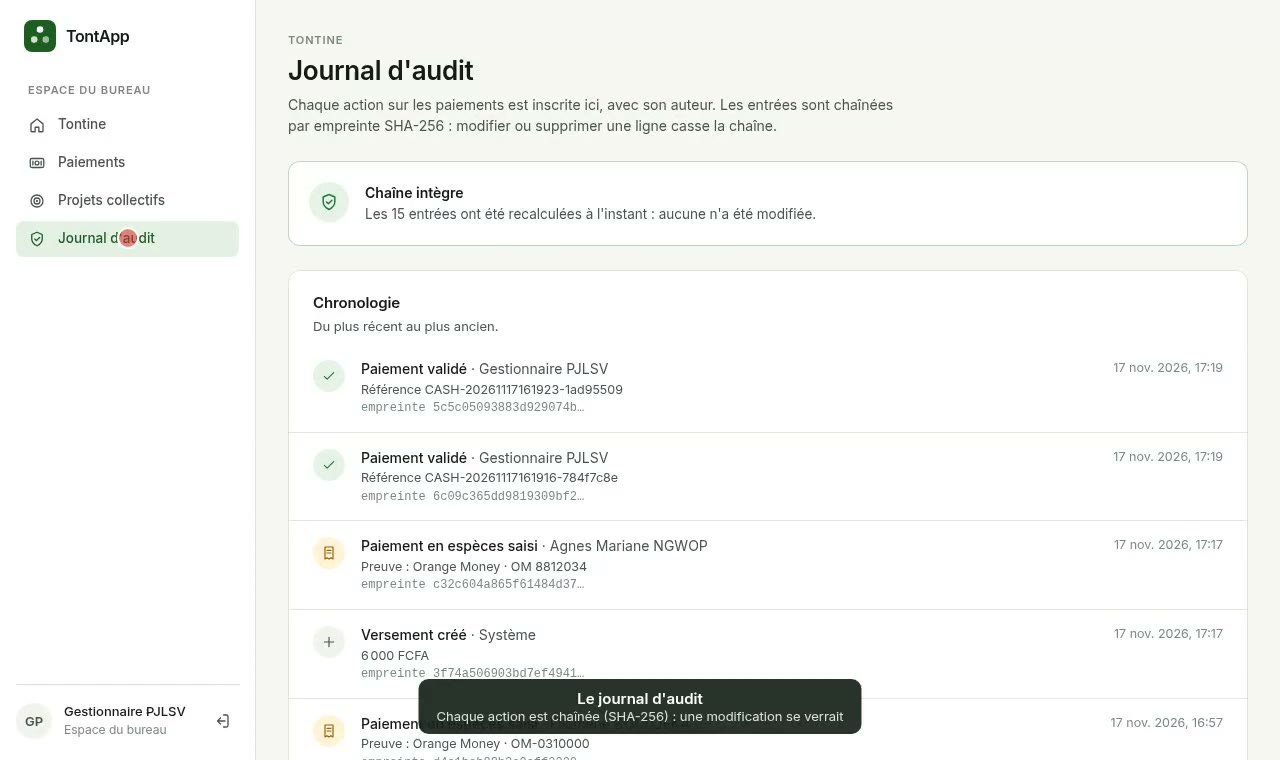 TontApp
ESPACE DU BUREAU
Tontine
Paiements
Projets collectifs
Journal d'audit
Gestionnaire PJLSV
GP
Espace du bureau
TONTINE
Journal d'audit
Chaque action sur les paiements est inscrite ici, avec son auteur. Les entrées sont chaînées
par empreinte SHA-256 : modifier ou supprimer une ligne casse la chaîne.
Chaîne intègre
Les 15 entrées ont été recalculées à l'instant : aucune n'a été modifiée.
Chronologie
Du plus récent au plus ancien.
Paiement validé · Gestionnaire PJLSV 17 nov. 2026, 17:19
Référence CASH-20261117161923-1ad95509
empreinte 5c5c05093883d929074b…
Paiement validé · Gestionnaire PJLSV 17 nov. 2026, 17:19
Référence CASH-20261117161916-784f7c8e
empreinte 6c09c365dd9819309bf2…
Paiement en espèces saisi · Agnes Mariane NGWOP 17 nov. 2026, 17:17
Preuve : Orange Money · OM 8812034
empreinte c32c604a865f61484d37…
Versement créé · Système 17 nov. 2026, 17:17
6 000 FCFA
empreinte 3f74a506903bd7ef4941…
Paiement 17 nov. 2026, 16:57
Preuve : Orange Money · OM-0310000
Le journal d'audit
Chaque action est chaînée (SHA-256) : une modification se verrait